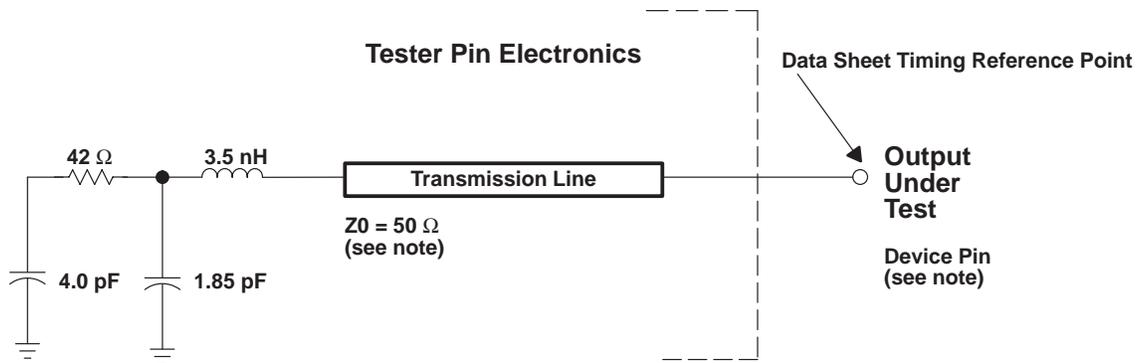 Tester Pin Electronics
Data Sheet Timing Reference Point
42 Ω
3.5 nH
Transmission Line
Output
Under
Test
Z0 = 50 Ω
(see note)
Device Pin
(see note)
4.0 pF
1.85 pF